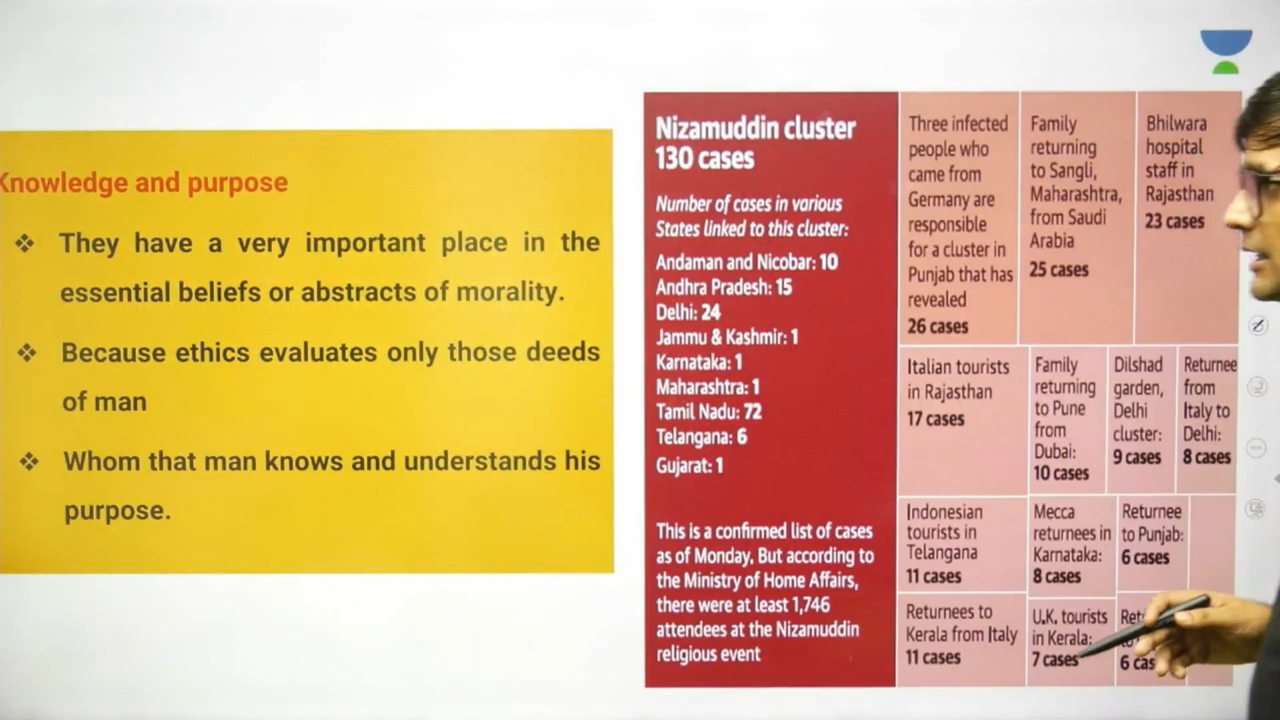 Knowledge and purpose
❖ They have a very important place in the
essential beliefs or abstracts of morality.
❖ Because ethics evaluates only those deeds
of man
❖ Whom that man knows and understands his
purpose.
Nizamuddin cluster
130 cases
Number of cases in various
States linked to this cluster:
Andaman and Nicobar: 10
Andhra Pradesh: 15
Delhi: 24
Jammu & Kashmir: 1
Karnataka: 1
Maharashtra: 1
Tamil Nadu: 72
Telangana: 6
Gujarat: 1
This is a confirmed list of cases
as of Monday. But according to
the Ministry of Home Affairs,
there were at least 1,746
attendees at the Nizamuddin
religious event
Three infected
people who
came from
Germany are
responsible
for a cluster in
Punjab that has
revealed
26 cases
Family
returning
to Sangli,
Maharashtra,
from Saudi
Arabia
25 cases
Bhilwara
hospital
staff in
Rajasthan
23 cases
Italian tourists
in Rajasthan
17 cases
Family
returning
to Pune
from
Dubai:
10 cases
Dilshad
garden,
Delhi
cluster:
9 cases
Returnee
from
Italy to
Delhi:
8 cases
Indonesian
tourists in
Telangana
11 cases
Mecca
returnees in
Karnataka:
8 cases
Returnee
to Punjab:
6 cases
Returnees to
Kerala from Italy
11 cases
U.K. tourists
in Kerala:
7 cases
6